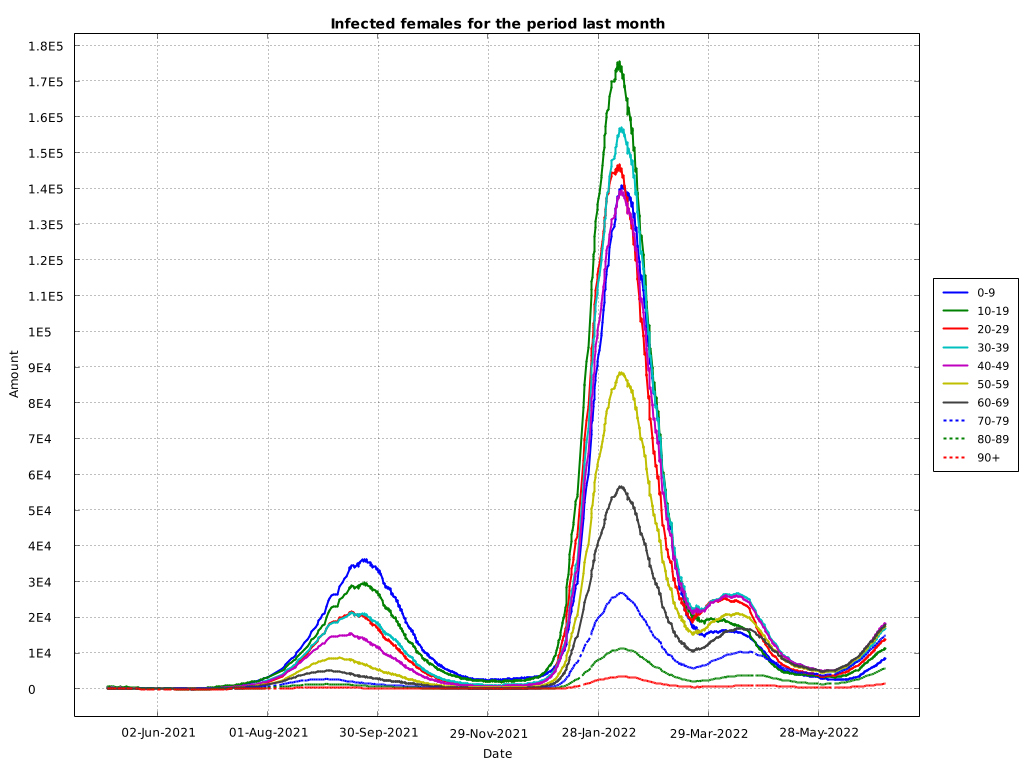 Infected females for the period last month
1.8E5
1.7E5
1.6E5
1.5E5
1.4E5
1.3E5
1.2E5
1.1E5
1E5
9E4
8E4
7E4
6E4
5E4
4E4
3E4
2E4
1E4
0
Amount
02-Jun-2021
01-Aug-2021
30-Sep-2021
29-Nov-2021
28-Jan-2022
29-Mar-2022
28-May-2022
Date
0-9
10-19
20-29
30-39
40-49
50-59
60-69
70-79
80-89
90+